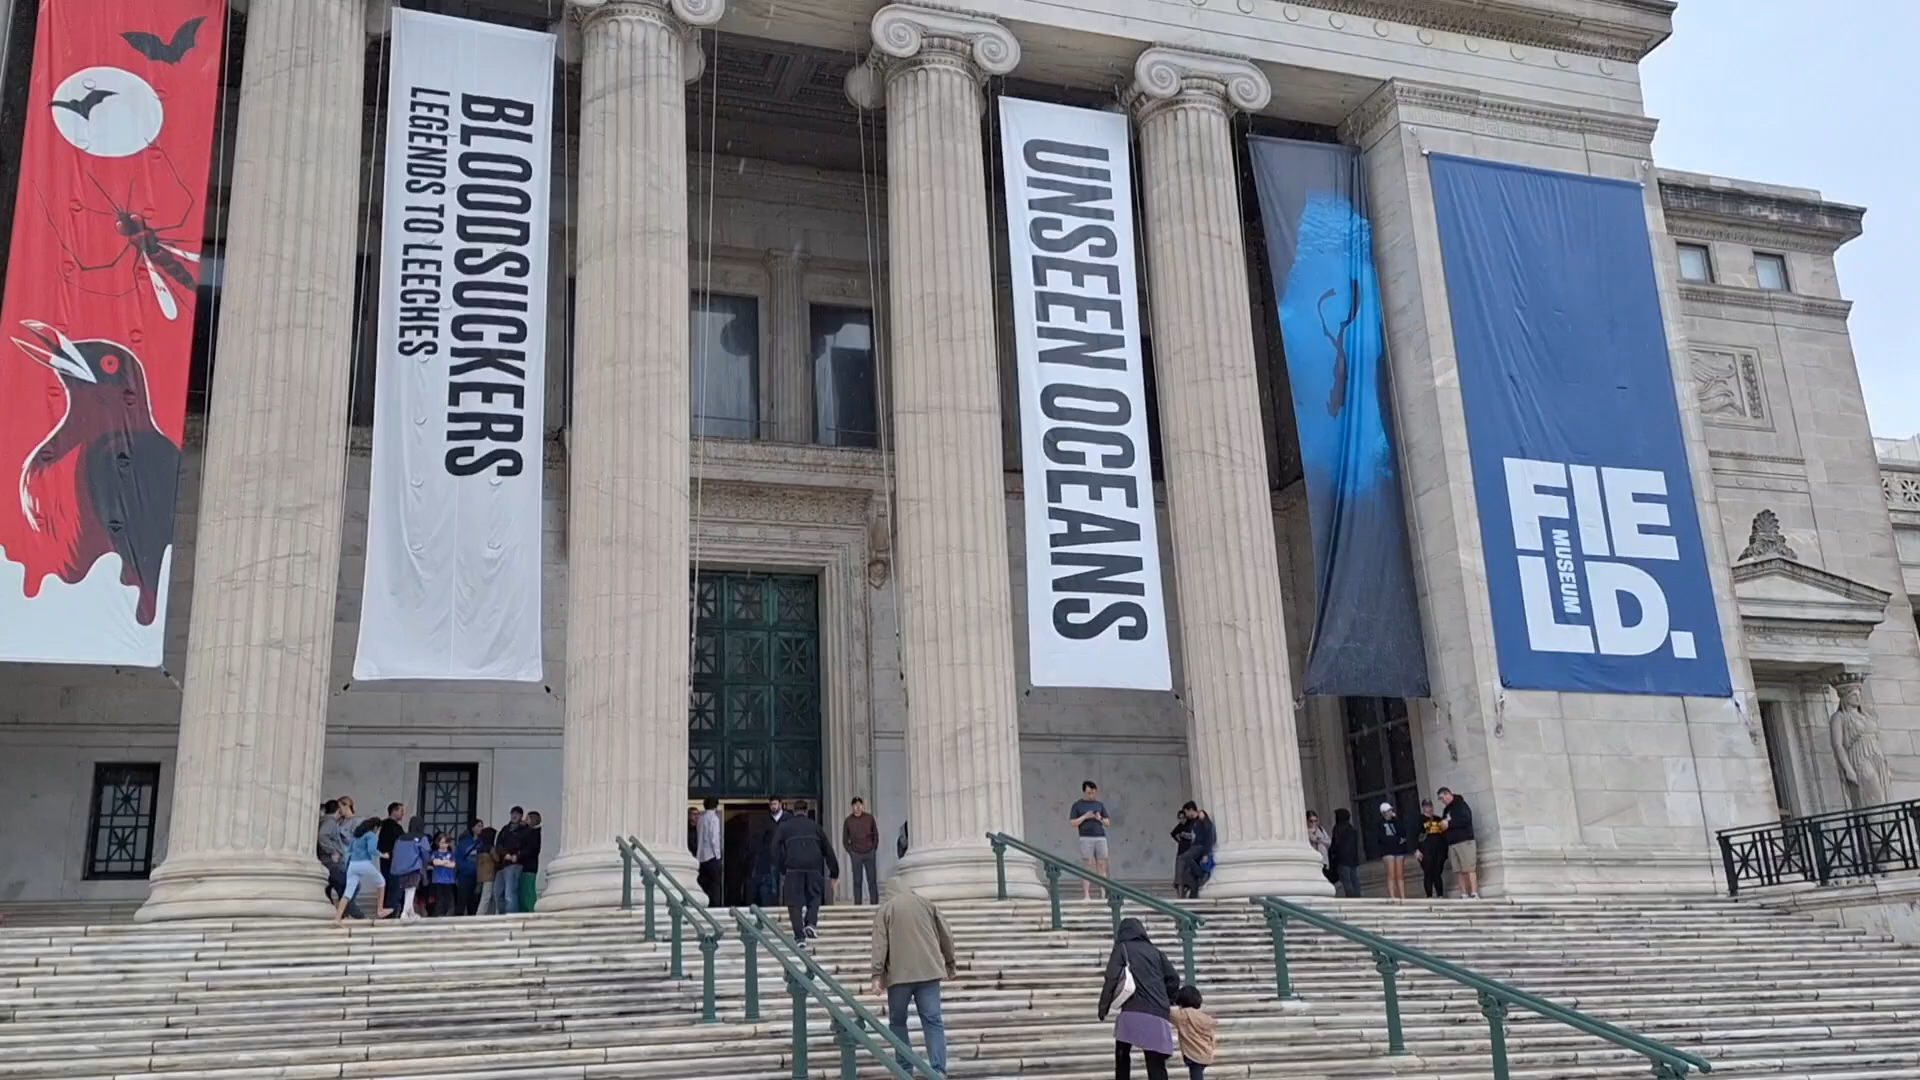 BLOODSUCKERS
LEGENDS TO LEECHES
UNSEEN OCEANS
FIE
LD.
MUSEUM